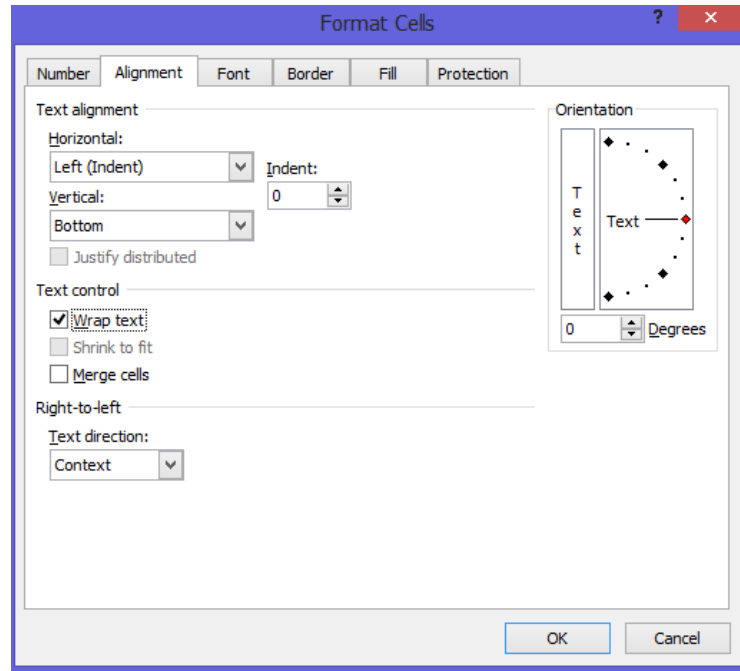 Format Cells
?
Number Alignment Font Border Fill Protection
Text alignment
Horizontal:
Left (Indent)
Indent:
0
Vertical:
Bottom
Justify distributed
Text control
Wrap text
Shrink to fit
Merge cells
Right-to-left
Text direction:
Context
Orientation
T
e
x
t
Text
0 Degrees
OK Cancel